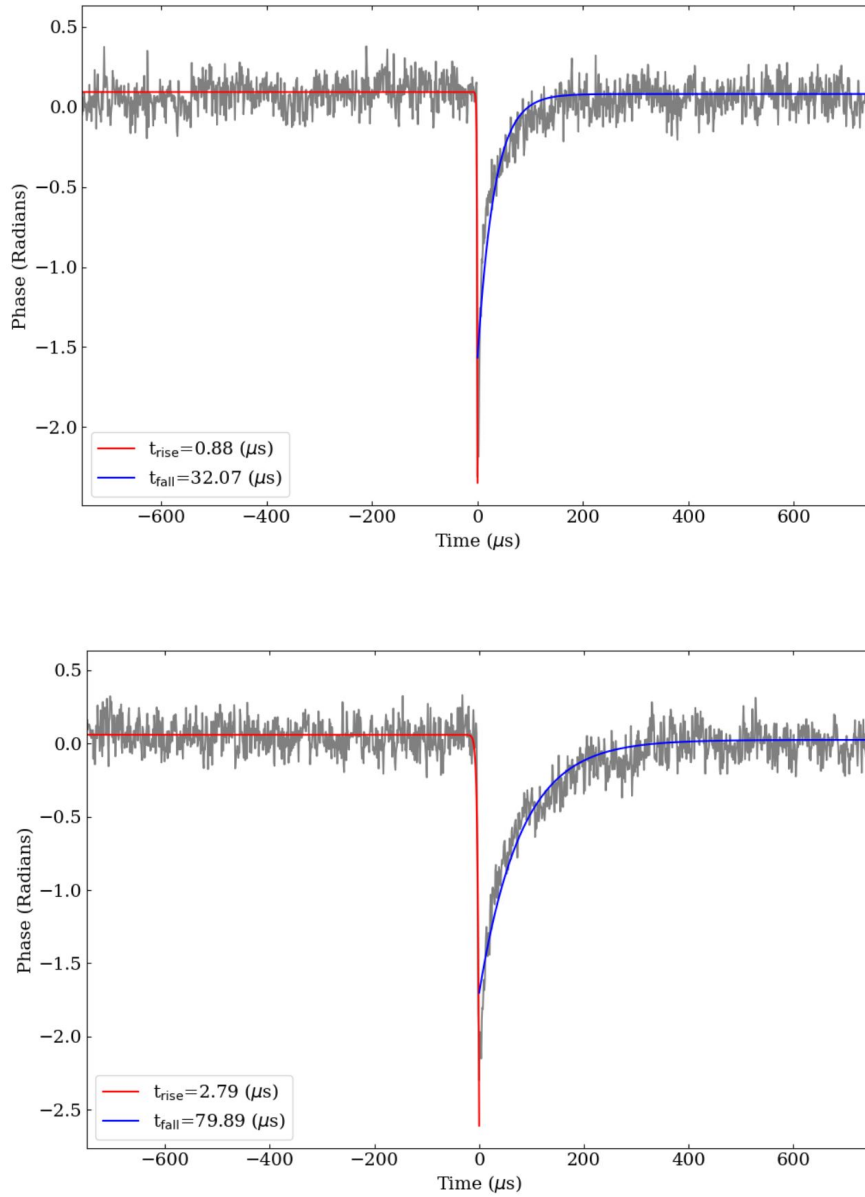 0.5
0.0
−0.5
−1.0
−1.5
−2.0
Phase (Radians)
t_rise=0.88 (μs)
t_fall=32.07 (μs)
−600 −400 −200 0 200 400 600
Time (μs)
0.5
0.0
−0.5
−1.0
−1.5
−2.0
−2.5
Phase (Radians)
t_rise=2.79 (μs)
t_fall=79.89 (μs)
−600 −400 −200 0 200 400 600
Time (μs)